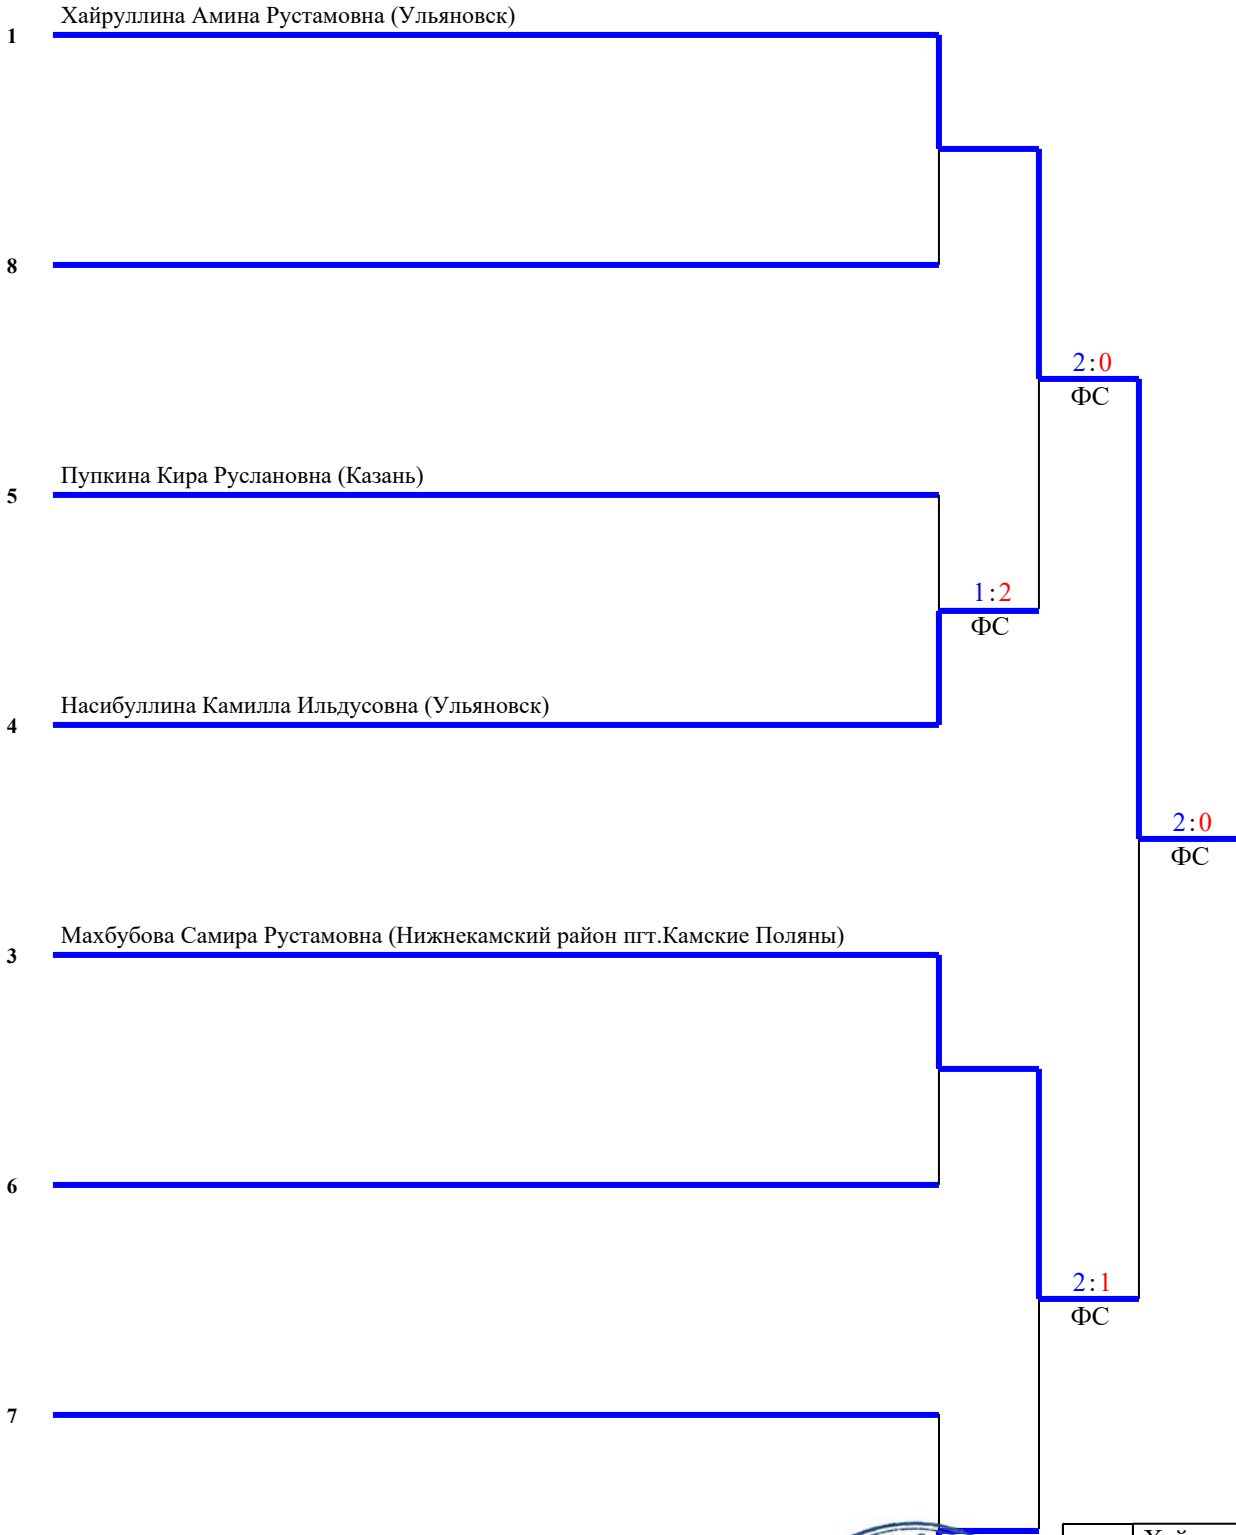 Хайруллина Амина Рустамовна (Ульяновск)
1
8
2:0
ФС
Пупкина Кира Руслановна (Казань)
5
1:2
ФС
Насибуллина Камилла Ильдусовна (Ульяновск)
4
2:0
ФС
Махбубова Самира Рустамовна (Нижнекамский район пгт.Камские Поляны)
3
6
2:1
ФС
7